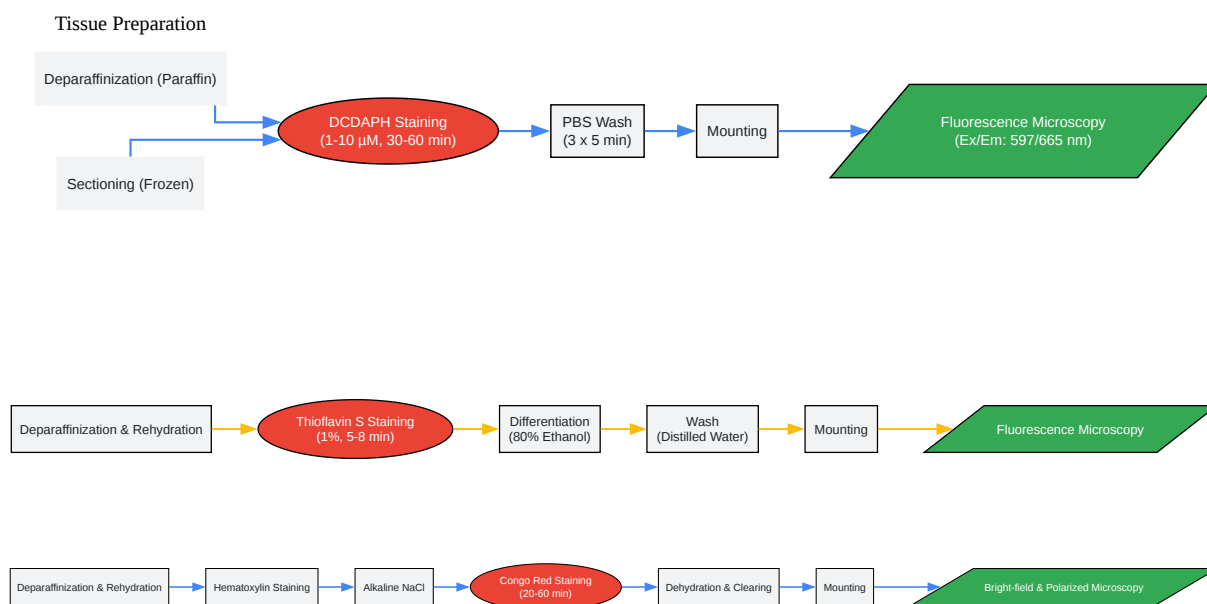 Tissue Preparation
Deparaffinization (Paraffin)
Sectioning (Frozen)
DCDAPH Staining
(1-10 µM, 30-60 min)
PBS Wash
(3 x 5 min)
Mounting
Fluorescence Microscopy
(Ex/Em: 597/665 nm)
Deparaffinization & Rehydration
Thioflavin S Staining
(1%, 5-8 min)
Differentiation
(80% Ethanol)
Wash
(Distilled Water)
Mounting
Fluorescence Microscopy
Deparaffinization & Rehydration
Hematoxylin Staining
Alkaline NaCl
Congo Red Staining
(20-60 min)
Dehydration & Clearing
Mounting
Bright-field & Polarized Microscopy